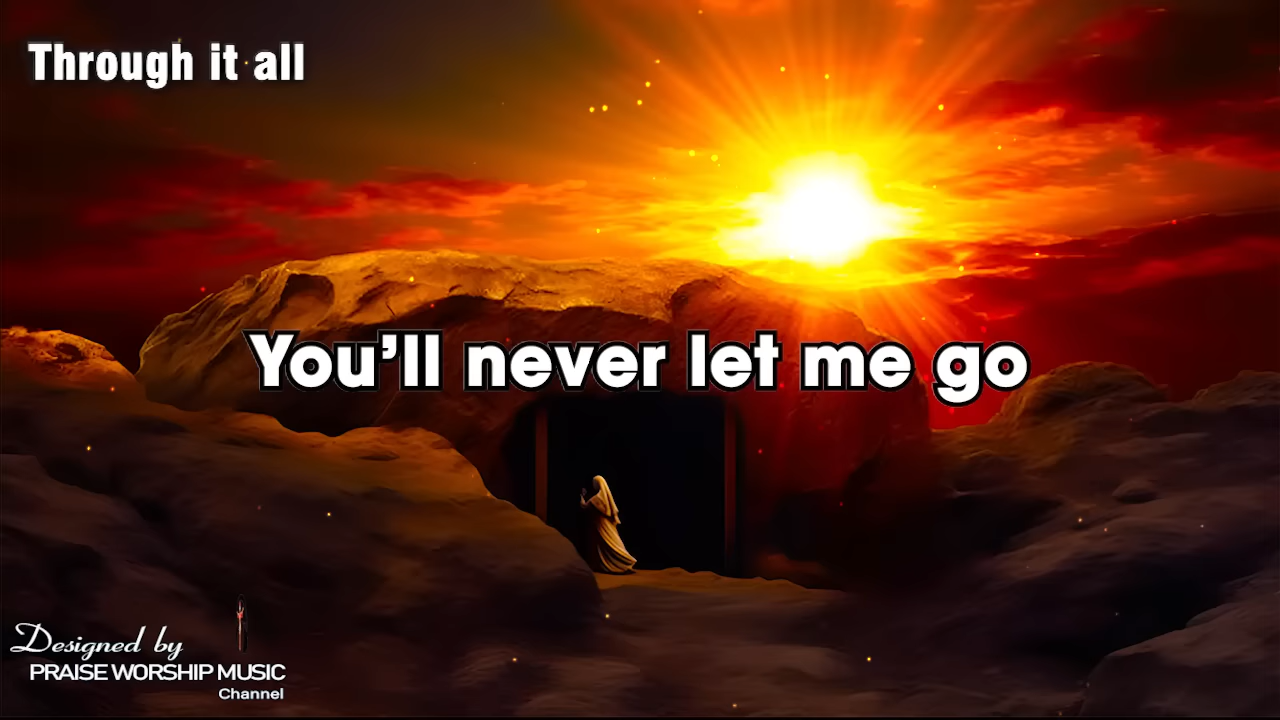 Through it all
You’ll never let me go
Designed by
PRAISE WORSHIP MUSIC
Channel